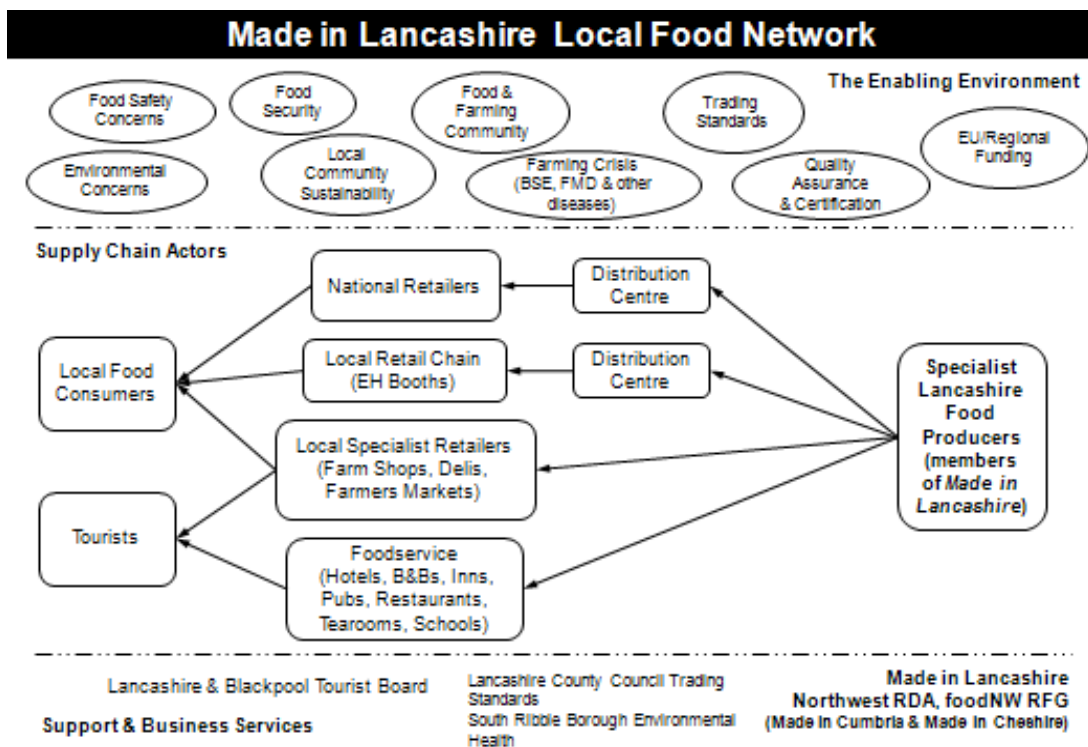 Made in Lancashire Local Food Network
The Enabling Environment
Food Safety
Concerns
Food
Security
Food &
Farming
Community
Trading
Standards
EU/Regional
Funding
Environmental
Concerns
Local
Community
Sustainability
Farming Crisis
(BSE, FMD & other
diseases)
Quality
Assurance
& Certification
Supply Chain Actors
National Retailers
Distribution
Centre
Local Food
Consumers
Local Retail Chain
(EH Booths)
Distribution
Centre
Specialist
Lancashire
Food
Producers
(members
of Made in
Lancashire)
Local Specialist Retailers
(Farm Shops, Delis,
Farmers Markets)
Tourists
Foodservice
(Hotels, B&Bs, Inns,
Pubs, Restaurants,
Tearooms, Schools)
Lancashire & Blackpool Tourist Board
Support & Business Services
Lancashire County Council Trading
Standards
South Ribble Borough Environmental
Health
Made in Lancashire
Northwest RDA, foodNW RFG
(Made in Cumbria & Made in Cheshire)